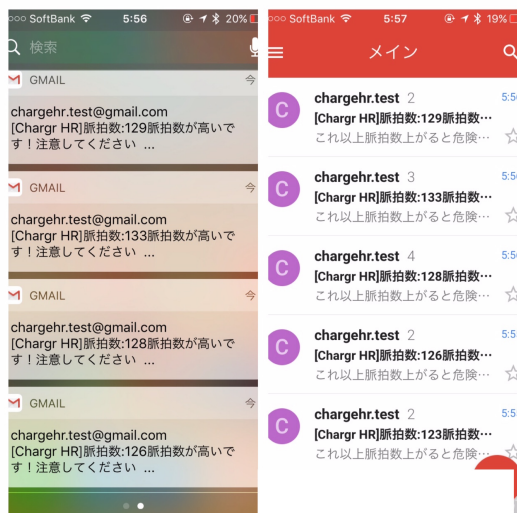 SoftBank 5:56 20%
検索
GMAIL 今
chargehr.test@gmail.com
[Chargr HR]脈拍数:129脈拍数が高いで
す！注意してください ...
GMAIL 今
chargehr.test@gmail.com
[Chargr HR]脈拍数:133脈拍数が高いで
す！注意してください ...
GMAIL 今
chargehr.test@gmail.com
[Chargr HR]脈拍数:128脈拍数が高いで
す！注意してください ...
GMAIL 今
chargehr.test@gmail.com
[Chargr HR]脈拍数:126脈拍数が高いで
す！注意してください ...
SoftBank 5:57 19%
メイン
C
chargehr.test 2
[Chargr HR]脈拍数:129脈拍数…
これ以上脈拍数上がると危険…
C
chargehr.test 3
[Chargr HR]脈拍数:133脈拍数…
これ以上脈拍数上がると危険…
C
chargehr.test 4
[Chargr HR]脈拍数:128脈拍数…
これ以上脈拍数上がると危険…
C
chargehr.test 2
[Chargr HR]脈拍数:126脈拍数…
これ以上脈拍数上がると危険…
C
chargehr.test 2
[Chargr HR]脈拍数:123脈拍数…
これ以上脈拍数上がると危険…